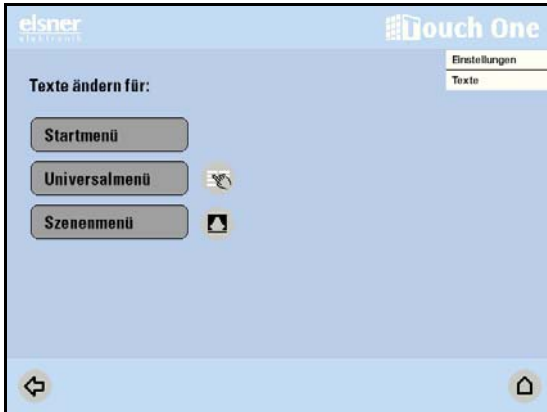 elsner
elektronik
Touch One
Einstellungen
Texte
Texte ändern für:
Startmenü
Universalmenü
Szenenmenü